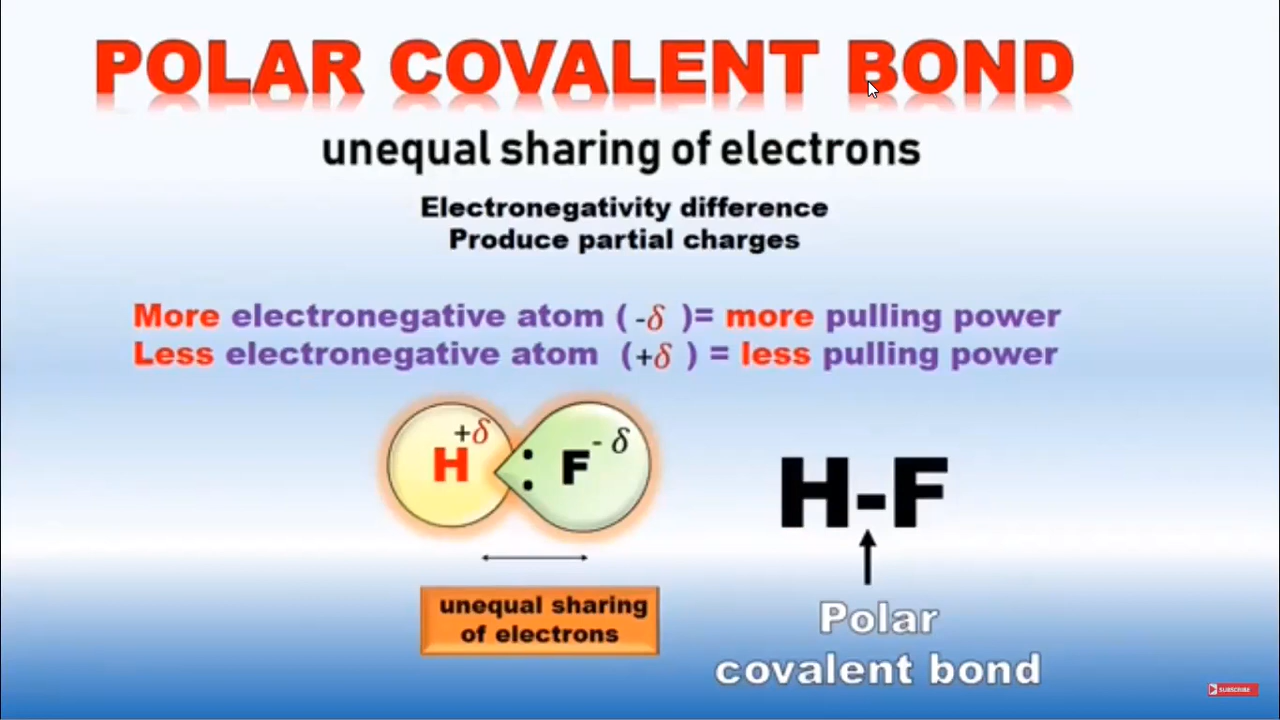 POLAR COVALENT BOND
unequal sharing of electrons
Electronegativity difference
Produce partial charges
More electronegative atom ( -δ )= more pulling power
Less electronegative atom (+δ ) = less pulling power
H +δ : : F - δ
H-F
unequal sharing
of electrons
Polar
covalent bond
SUBSCRIBE